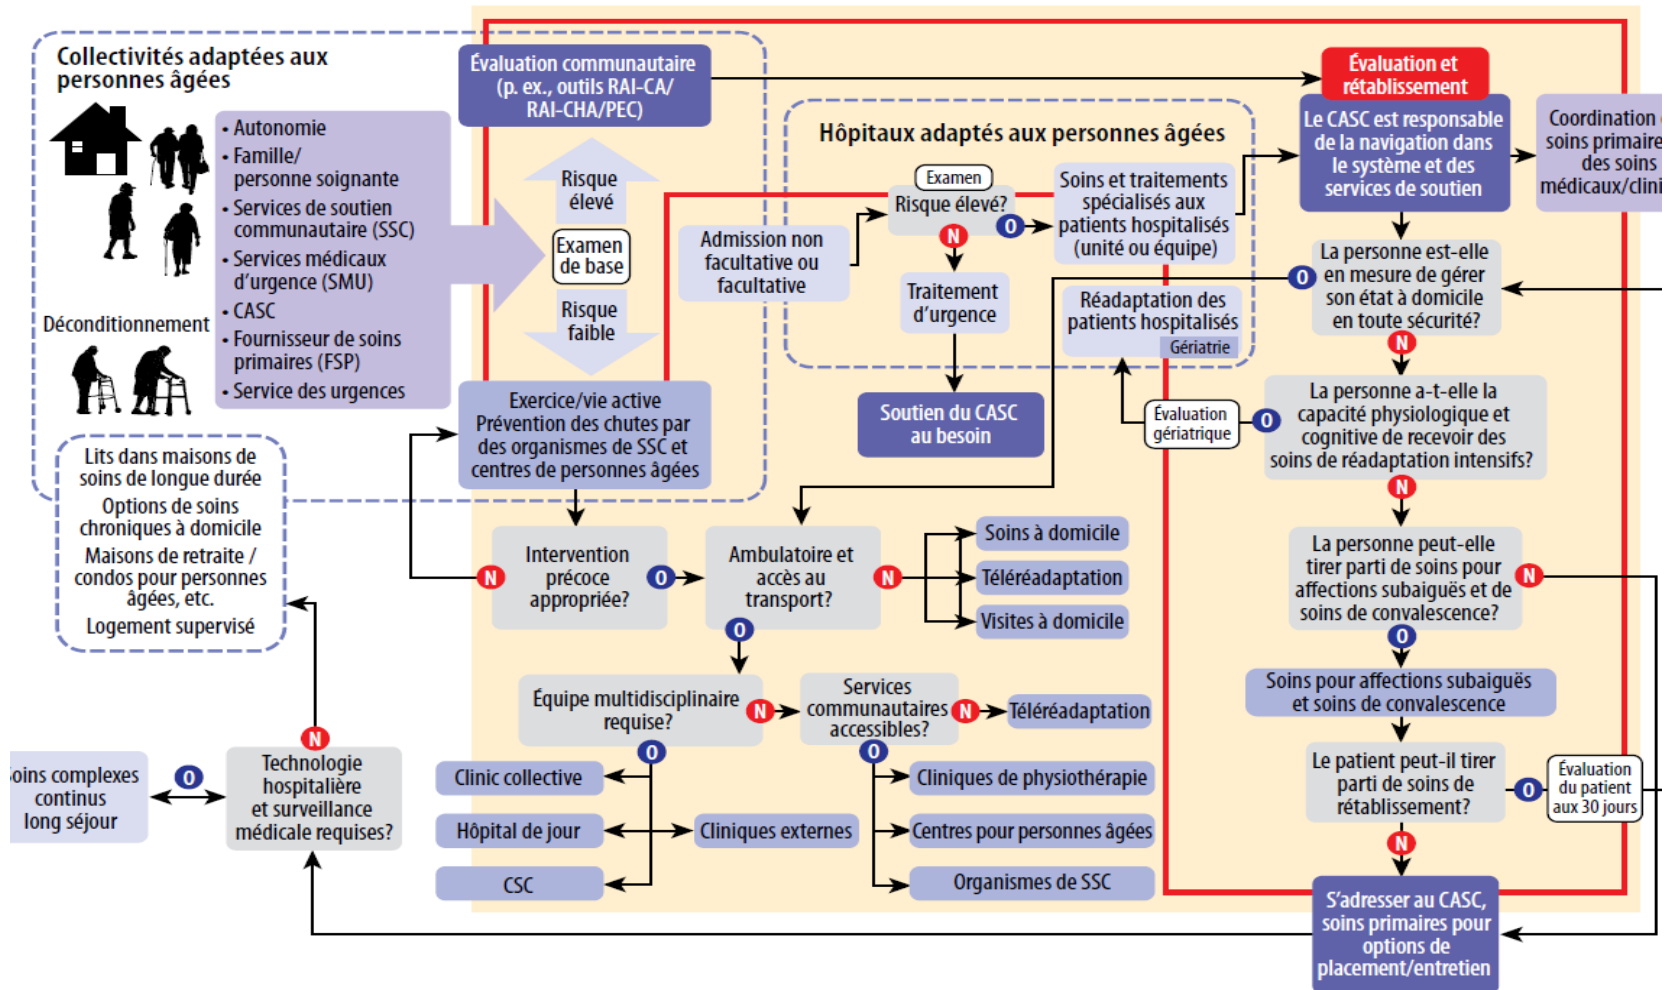 Collectivités adaptées aux
personnes âgées
• Autonomie
• Famille/
personne soignante
• Services de soutien
communautaire (SSC)
• Services médicaux
d’urgence (SMU)
• CASC
• Fournisseur de soins
primaires (FSP)
• Service des urgences
Déconditionnement
Évaluation communautaire
(p. ex., outils RAI-CA/
RAI-CHA/PEC)
Risque
élevé
Examen
de base
Risque
faible
Exercice/vie active
Prévention des chutes par
des organismes de SSC et
centres de personnes âgées
Hôpitaux adaptés aux personnes âgées
Admission non
facultative ou
facultative
Examen
Risque élevé?
O
N
Traitement
d’urgence
Soutien du CASC
au besoin
Soins et traitements
spécialisés aux
patients hospitalisés
(unité ou équipe)
Réadaptation des
patients hospitalisés
Gériatrie
Évaluation
gériatrique
Évaluation et
rétablissement
Le CASC est responsable
de la navigation dans
le système et des
services de soutien
Coordination
soins primaire
des soins
médicaux/clini
La personne est-elle
en mesure de gérer
son état à domicile
en toute sécurité?
O
N
La personne a-t-elle la
capacité physiologique et
cognitive de recevoir des
soins de réadaptation intensifs?
O
N
La personne peut-elle
tirer parti de soins pour
affections subaiguës et de
soins de convalescence?
N
O
Soins pour affections subaiguës
et soins de convalescence
Le patient peut-il tirer
parti de soins de
rétablissement?
O
Évaluation
du patient
aux 30 jours
N
S’adresser au CASC,
soins primaires pour
options de
placement/entretien
Lits dans maisons de
soins de longue durée
Options de soins
chroniques à domicile
Maisons de retraite /
condos pour personnes
âgées, etc.
Logement supervisé
N
Intervention
précoce
appropriée?
O
Ambulatoire et
accès au
transport?
N
Soins à domicile
Téléréadaptation
Visites à domicile
O
Équipe multidisciplinaire
requise?
N
Services
communautaires
accessibles?
N
Téléréadaptation
O
Clinic collective
Hôpital de jour
CSC
Cliniques externes
O
Cliniques de physiothérapie
Centres pour personnes âgées
Organismes de SSC
N
Technologie
hospitalière
et surveillance
médicale requises?
O
oins complexes
continus
long séjour